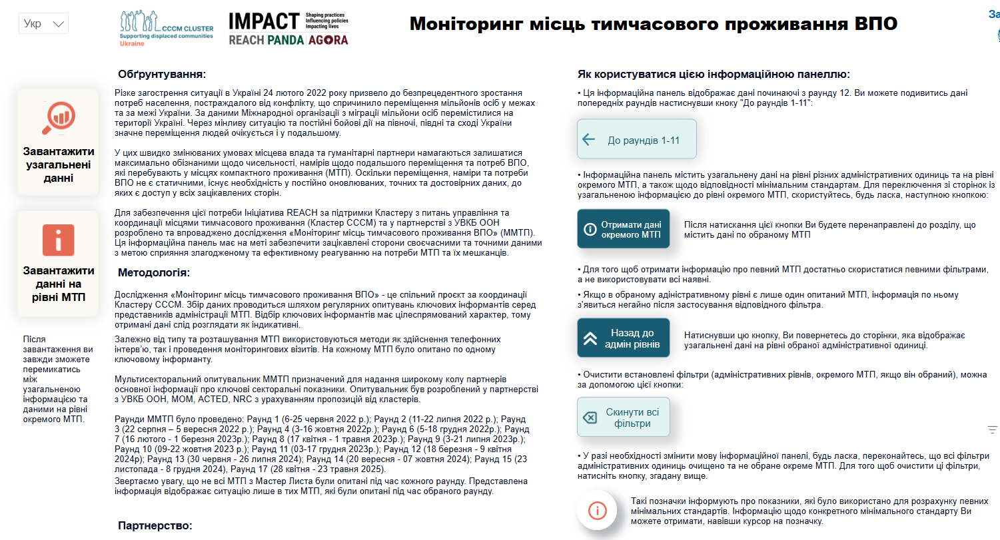 Укр
CCCM CLUSTER
Supporting displaced communities
Ukraine
IMPACT
Shaping practices
Influencing policies
Impacting lives
REACH PANDA AGORA
Моніторинг місць тимчасового проживання ВПО
За
Завантажити
узагальнені
данні
Завантажити
данні на
рівні МТП
Після
завантаження ви
завжди зможете
перемикатись
між
узагальненою
інформацією та
даними на рівні
окремого МТП.
Обґрунтування:
Різке загострення ситуації в Україні 24 лютого 2022 року призвело до безпрецедентного зростання
потреб населення, постраждалого від конфлікту, що спричинило переміщення мільйонів осіб у межах
та за межі України. За даними Міжнародної організації з міграції мільйони осіб перемістилися на
території України. Через мінливу ситуацію та постійні бойові дії на півночі, півдні та сході України
значне переміщення людей очікується і у подальшому.
У цих швидко змінюваних умовах місцева влада та гуманітарні партнери намагаються залишатися
максимально обізнаними щодо чисельності, намірів щодо подальшого переміщення та потреб ВПО,
які перебувають у місцях компактного проживання (МТП). Оскільки переміщення, наміри та потреби
ВПО не є статичними, існує необхідність у постійно оновлюваних, точних та достовірних даних, до
яких є доступ у всіх зацікавлених сторін.
Для забезпечення цієї потреби Ініціатива REACH за підтримки Кластеру з питань управління та
координації місцями тимчасового проживання (Кластер СССМ) та у партнерстві з УВКБ ООН
розроблено та впроваджено дослідження «Моніторинг місць тимчасового проживання ВПО» (ММТП).
Ця інформаційна панель має на меті забезпечити зацікавлені сторони своєчасними та точними даними
з метою сприяння злагодженому та ефективному реагуванню на потреби МТП та їх мешканців.
Методологія:
Дослідження «Моніторинг місць тимчасового проживання ВПО» - це спільний проєкт за координації
Кластеру СССМ. Збір даних проводиться шляхом регулярних опитувань ключових інформантів серед
представників адміністрації МТП. Відбір ключових інформантів має цілеспрямований характер, тому
отримані дані слід розглядати як індикативні.
Залежно від типу та розташування МТП використовуються методи як здійснення телефонних
інтерв’ю, так і проведення моніторингових візитів. На кожному МТП було опитано по одному
ключовому інформанту.
Мультисекторальний опитувальник ММТП призначений для надання широкому колу партнерів
основної інформації про ключові секторальні показники. Опитувальник був розроблений у партнерстві
з УВКБ ООН, МОМ, ACTED, NRC з урахуванням пропозицій від кластерів.
Раунди ММТП було проведено: Раунд 1 (6-25 червня 2022 р.); Раунд 2 (11-22 липня 2022 р.); Раунд
3 (22 серпня – 5 вересня 2022 р.); Раунд 4 (3-16 жовтня 2022р.); Раунд 6 (5-18 грудня 2022р.); Раунд
7 (16 лютого - 1 березня 2023р.); Раунд 8 (17 квітня - 1 травня 2023р.); Раунд 9 (3-21 липня 2023р.);
Раунд 10 (09-22 жовтня 2023 р.); Раунд 11 (03-17 грудня 2023р.); Раунд 12 (18 березня - 9 квітня
2024р); Раунд 13 (30 червня - 26 липня 2024); Раунд 14 (20 вересня - 07 жовтня 2024); Раунд 15 (23
листопада - 8 грудня 2024), Раунд 17 (28 квітня - 23 травня 2025).
Звертаємо увагу, що не всі МТП з Мастер Листа були опитані під час кожного раунду. Представлена
інформація відображає ситуацію лише в тих МТП, які були опитані під час обраного раунду.
Партнерство:
Як користуватися цією інформаційною панеллю:
• Ця інформаційна панель відображає дані починаючі з раунду 12. Ви можете подивитись дані
попередніх раундів настиснувши кноку "До раундів 1-11":
До раундів 1-11
• Інформаційна панель містить узагальнену дані на рівні різних адміністративних одиниць та на рівні
окремого МТП, а також щодо відповідності мінімальним стандартам. Для переключення зі сторінок із
узагальненою інформацією до рівні окремого МТП, скористуйтесь, будь ласка, наступною кнопкою:
Отримати дані
окремого МТП
Після натискання цієї кнопки Ви будете перенаправлені до розділу, що
містить дані по обраному МТП
• Для того щоб отримати інформацію про певний МТП достатньо скористатися певними фільтрами,
а не використовувати всі наявні.
• Якщо в обраному адіністративному рівні є лише один опитаний МТП, інформація по ньому
з'явиться негайно після застосування відповідного фільтра.
Назад до
адмін рівнів
Натиснувши цю кнопку, Ви повернетесь до сторінки, яка відображає
узагальнені дані на рівні обраної адміністративної одиниці.
• Очистити встановлені фільтри (адміністративних рівнів, окремого МТП, якщо він обраний), можна
за допомогою цієї кнопки:
Скинути всі
фільтри
• У разі необхідності змінити мову інформаційної панелі, будь ласка, переконайтесь, що всі фільтри
адміністративних одиниць очищено та не обране окреме МТП. Для того щоб очистити ці фільтри,
натисніть кнопку, згадану вище.
Такі позначки інформують про показники, які було використано для розрахунку певних
мінімальних стандартів. Інформацію щодо конкретного мінімального стандарту Ви
можете отримати, навівши курсор на позначку.